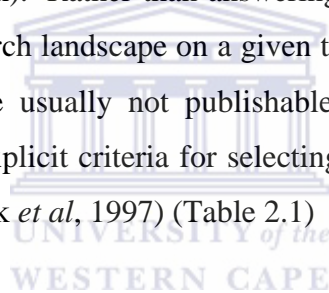 Rather than answering
rch landscape on a given t
e usually not publishable
plicit criteria for selecting
k et al, 1997) (Table 2.1)
UNIVERSITY of the
WESTERN CAPE